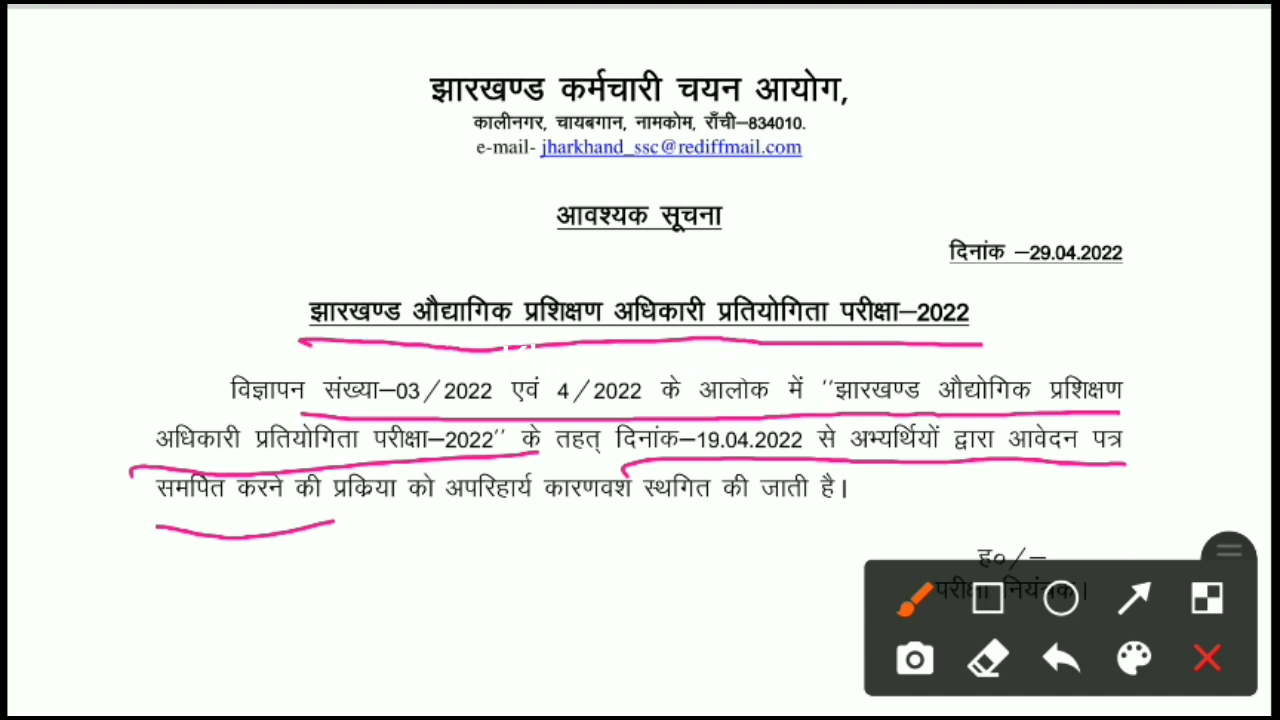 झारखण्ड कर्मचारी चयन आयोग,
कालीनगर, चायबगान, नामकोम, राँची–834010.
e-mail- jharkhand_ssc@rediffmail.com
आवश्यक सूचना
दिनांक –29.04.2022
झारखण्ड औद्यागिक प्रशिक्षण अधिकारी प्रतियोगिता परीक्षा–2022
विज्ञापन संख्या–03/2022 एवं 4/2022 के आलोक में ''झारखण्ड औद्योगिक प्रशिक्षण
अधिकारी प्रतियोगिता परीक्षा–2022'' के तहत् दिनांक–19.04.2022 से अभ्यर्थियों द्वारा आवेदन पत्र
समर्पित करने की प्रक्रिया को अपरिहार्य कारणवश स्थगित की जाती है।
ह०/–
परीक्षा नियंत्रक।